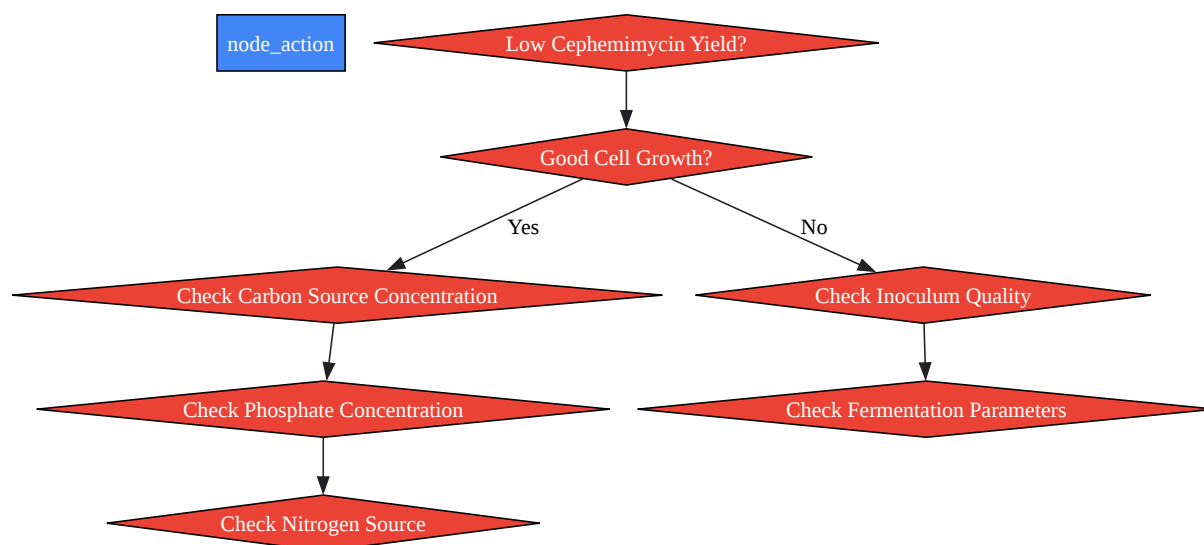 node_action
Low Cephemimycin Yield?
Good Cell Growth?
Yes
No
Check Carbon Source Concentration
Check Inoculum Quality
Check Phosphate Concentration
Check Fermentation Parameters
Check Nitrogen Source